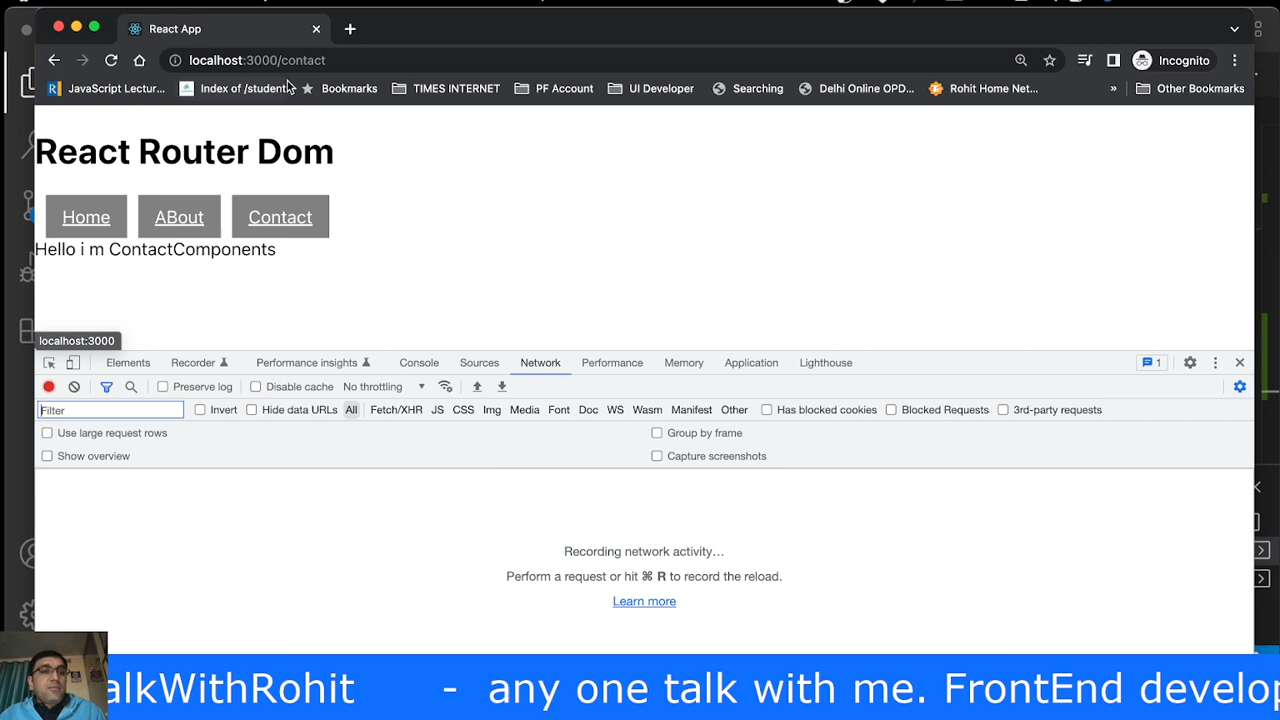 React App
localhost:3000/contact
Incognito
JavaScript Lectur...
Index of /student
Bookmarks
TIMES INTERNET
PF Account
UI Developer
Searching
Delhi Online OPD...
Rohit Home Net...
»
Other Bookmarks
React Router Dom
Home
ABout
Contact
Hello i m ContactComponents
localhost:3000
Elements
Recorder
Performance insights
Console
Sources
Network
Performance
Memory
Application
Lighthouse
1
Preserve log
Disable cache
No throttling
Filter
Invert
Hide data URLs
All
Fetch/XHR
JS
CSS
Img
Media
Font
Doc
WS
Wasm
Manifest
Other
Has blocked cookies
Blocked Requests
3rd-party requests
Use large request rows
Group by frame
Show overview
Capture screenshots
Recording network activity…
Perform a request or hit ⌘ R to record the reload.
Learn more
alkWithRohit - any one talk with me. FrontEnd develop